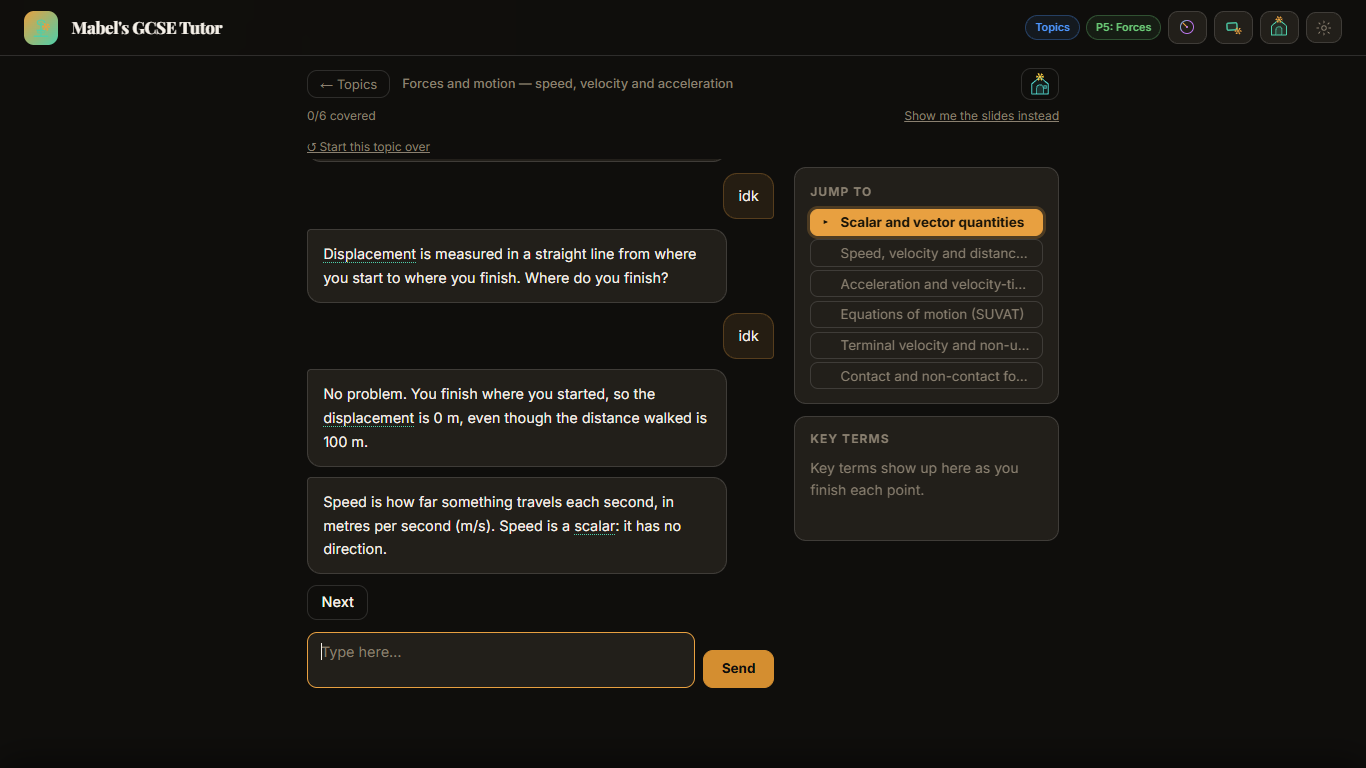 Mabel's GCSE Tutor
Topics
P5: Forces
← Topics
Forces and motion — speed, velocity and acceleration
0/6 covered
Show me the slides instead
↺ Start this topic over
idk
Displacement is measured in a straight line from where
you start to where you finish. Where do you finish?
idk
No problem. You finish where you started, so the
displacement is 0 m, even though the distance walked is
100 m.
Speed is how far something travels each second, in
metres per second (m/s). Speed is a scalar: it has no
direction.
Next
Type here...
Send
JUMP TO
Scalar and vector quantities
Speed, velocity and distanc...
Acceleration and velocity-ti...
Equations of motion (SUVAT)
Terminal velocity and non-u...
Contact and non-contact fo...
KEY TERMS
Key terms show up here as you
finish each point.